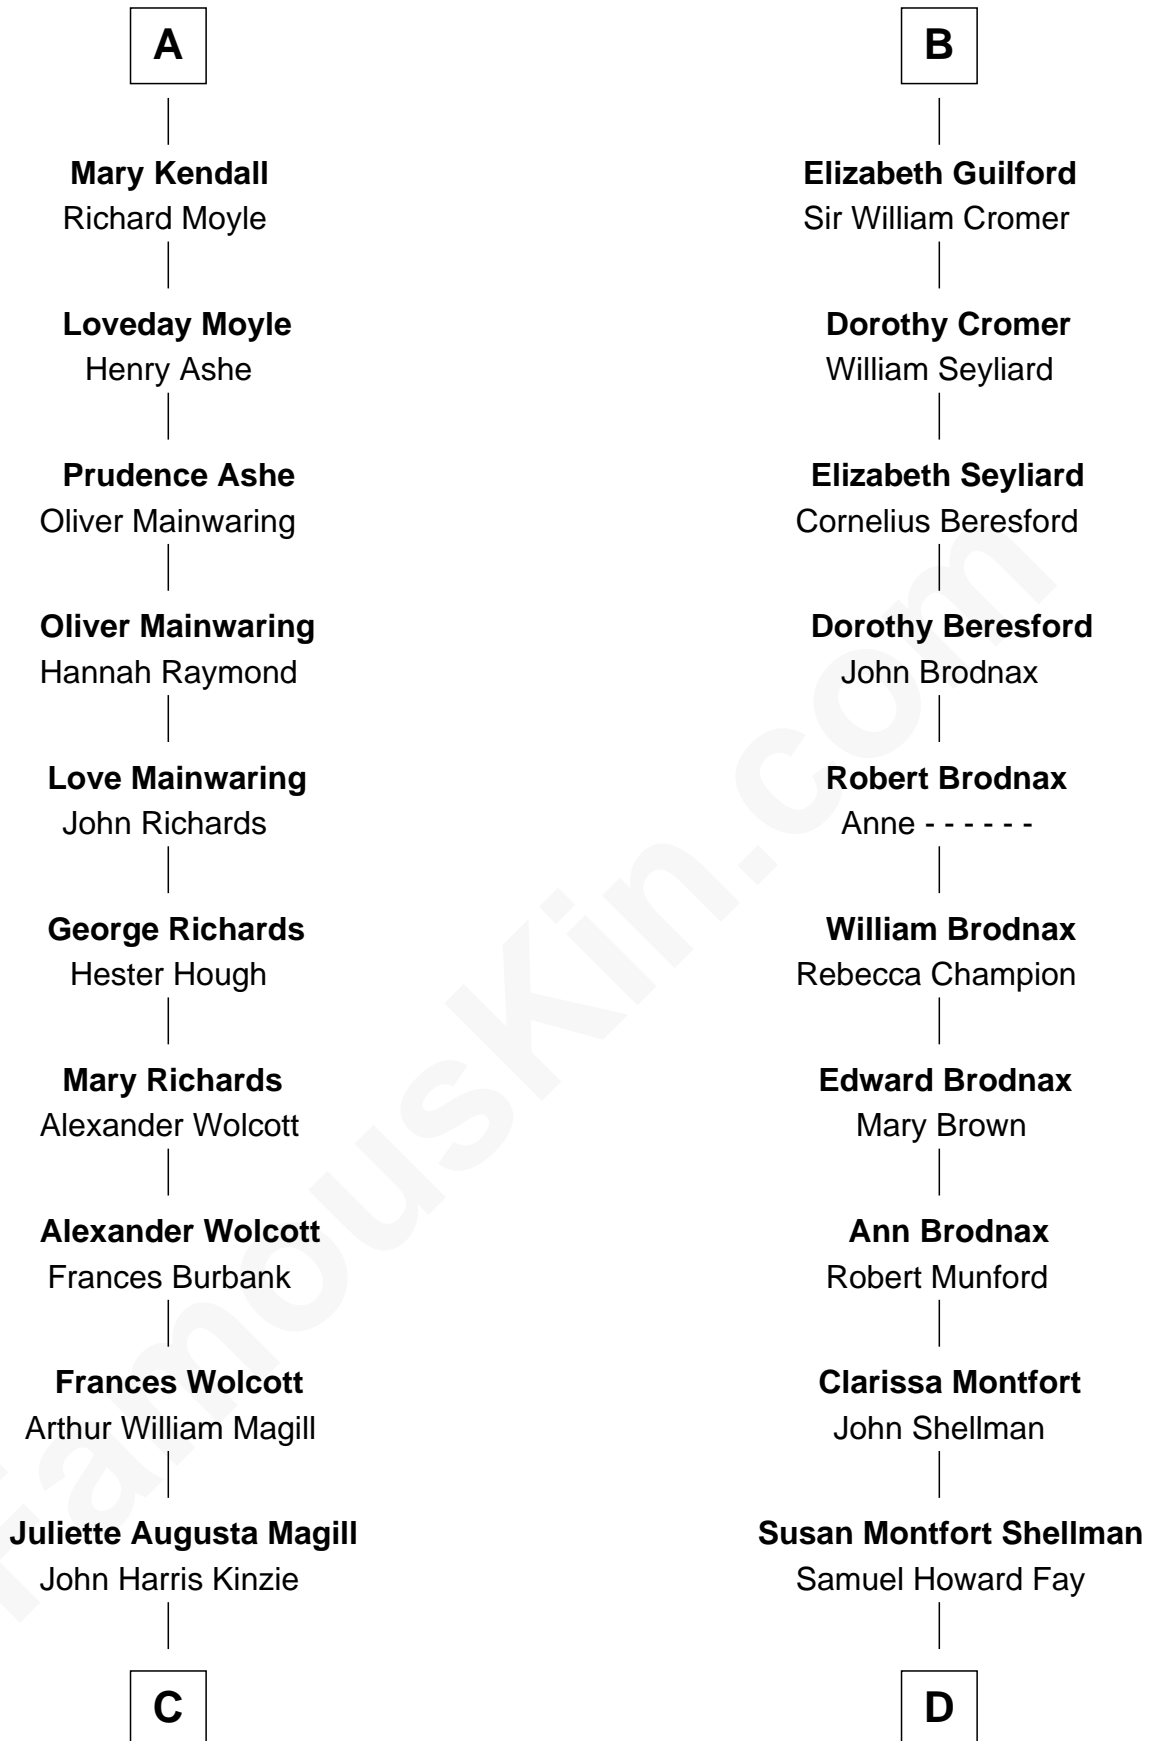 A
Mary Kendall
Richard Moyle
Loveday Moyle
Henry Ashe
Prudence Ashe
Oliver Mainwaring
Oliver Mainwaring
Hannah Raymond
Love Mainwaring
John Richards
George Richards
Hester Hough
Mary Richards
Alexander Wolcott
Alexander Wolcott
Frances Burbank
Frances Wolcott
Arthur William Magill
Juliette Augusta Magill
John Harris Kinzie
C
B
Elizabeth Guilford
Sir William Cromer
Dorothy Cromer
William Seyliard
Elizabeth Seyliard
Cornelius Beresford
Dorothy Beresford
John Brodnax
Robert Brodnax
Anne - - - - - -
William Brodnax
Rebecca Champion
Edward Brodnax
Mary Brown
Ann Brodnax
Robert Munford
Clarissa Montfort
John Shellman
Susan Montfort Shellman
Samuel Howard Fay
D
FamousKin.com